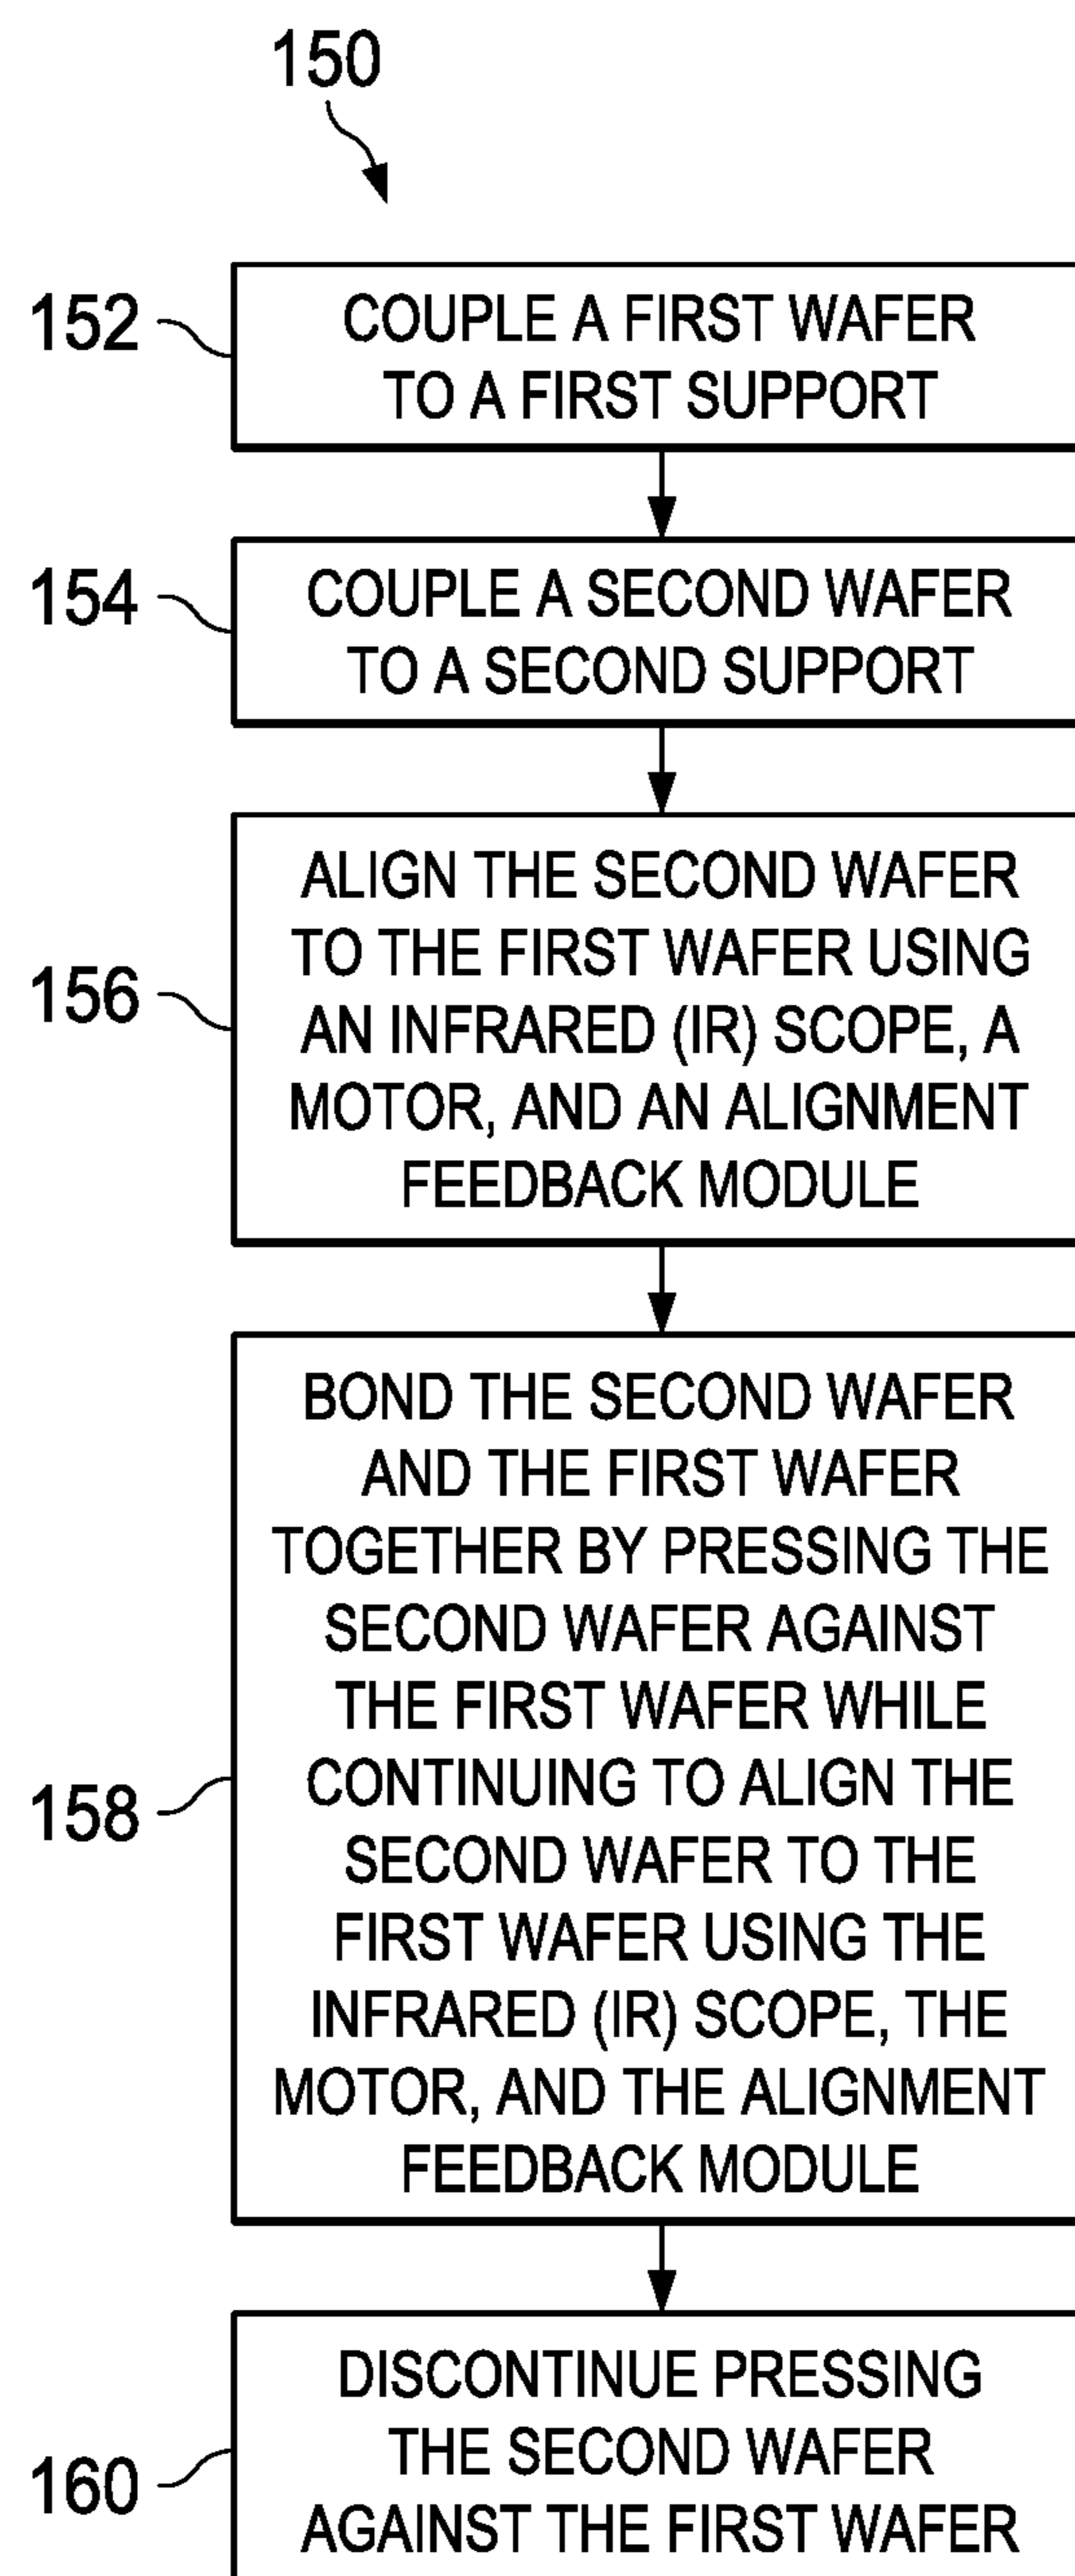 150
152
COUPLE A FIRST WAFER
TO A FIRST SUPPORT
154
COUPLE A SECOND WAFER
TO A SECOND SUPPORT
156
ALIGN THE SECOND WAFER
TO THE FIRST WAFER USING
AN INFRARED (IR) SCOPE, A
MOTOR, AND AN ALIGNMENT
FEEDBACK MODULE
158
BOND THE SECOND WAFER
AND THE FIRST WAFER
TOGETHER BY PRESSING THE
SECOND WAFER AGAINST
THE FIRST WAFER WHILE
CONTINUING TO ALIGN THE
SECOND WAFER TO THE
FIRST WAFER USING THE
INFRARED (IR) SCOPE, THE
MOTOR, AND THE ALIGNMENT
FEEDBACK MODULE
160
DISCONTINUE PRESSING
THE SECOND WAFER
AGAINST THE FIRST WAFER